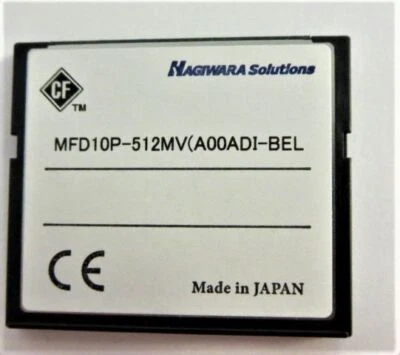 HAGIWARA Solutions
CF
TM
MFD10P-512MV(A00ADI-BEL
CE
Made in JAPAN